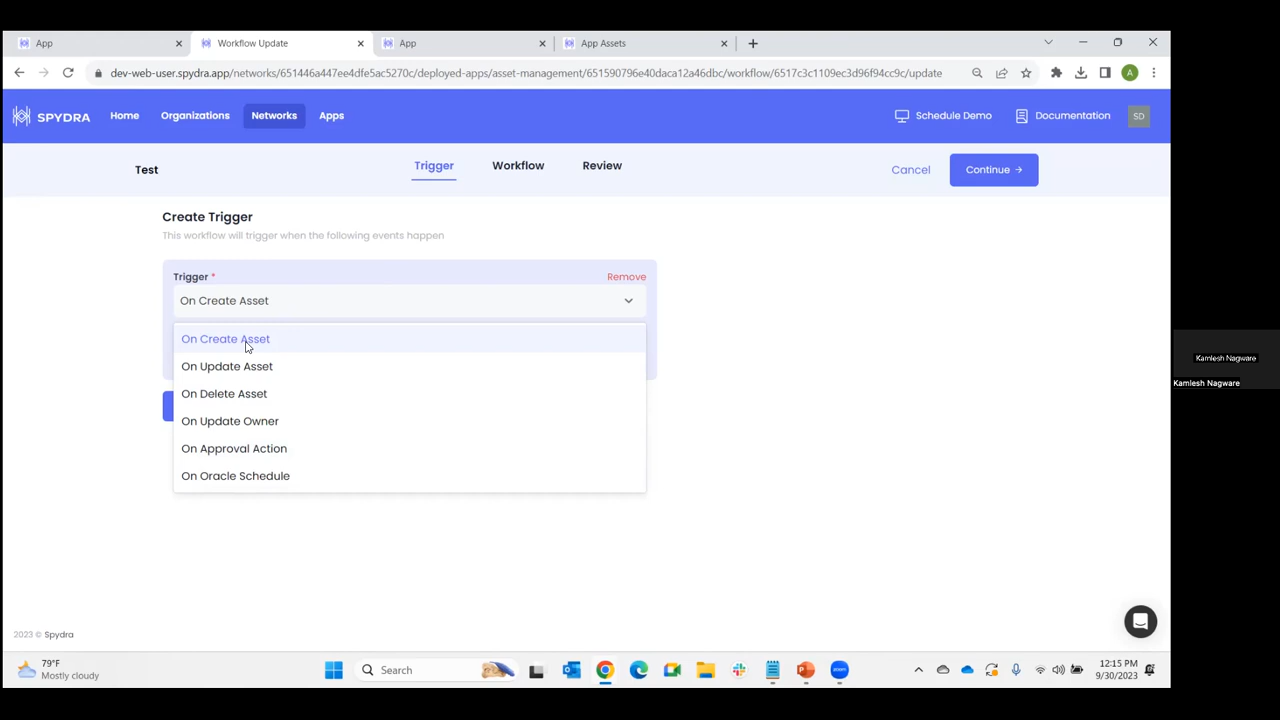 App
Workflow Update
App
App Assets
dev-web-user.spydra.app/networks/651446a447ee4dfe5ac5270c/deployed-apps/asset-management/651590796e40daca12a46dbc/workflow/6517c3c1109ec3d96f94cc9c/update
A
SPYDRA
Home
Organizations
Networks
Apps
Schedule Demo
Documentation
SD
Test
Trigger
Workflow
Review
Cancel
Continue →
Create Trigger
This workflow will trigger when the following events happen
Trigger *
Remove
On Create Asset
On Create Asset
On Update Asset
On Delete Asset
On Update Owner
On Approval Action
On Oracle Schedule
Kamlesh Nagware
Kamlesh Nagware
2023 © Spydra
79°F
Mostly cloudy
Search
12:15 PM
9/30/2023